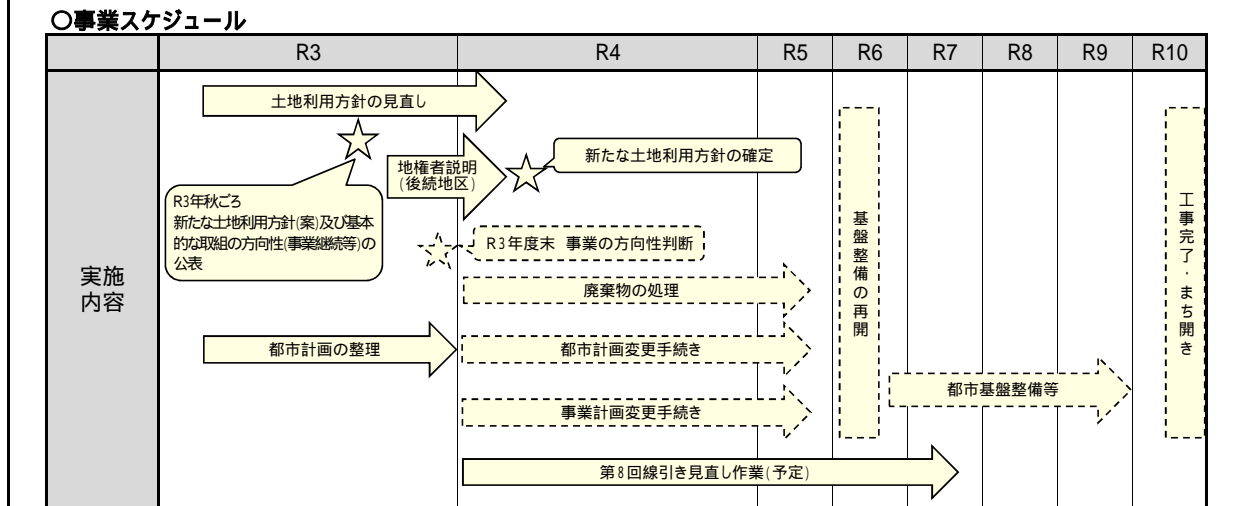 〇事業スケジュール
R3 R4 R5 R6 R7 R8 R9 R10
実施
内容
土地利用方針の見直し
地権者説明
(後続地区)
新たな土地利用方針の確定
R3年秋ごろ
新たな土地利用方針(案)及び基本
的な取組の方向性(事業継続等)の
公表
R3年度末 事業の方向性判断
廃棄物の処理
都市計画の整理
都市計画変更手続き
事業計画変更手続き
第8回線引き見直し作業(予定)
基盤整備の再開
都市基盤整備等
工事完了・まち開き